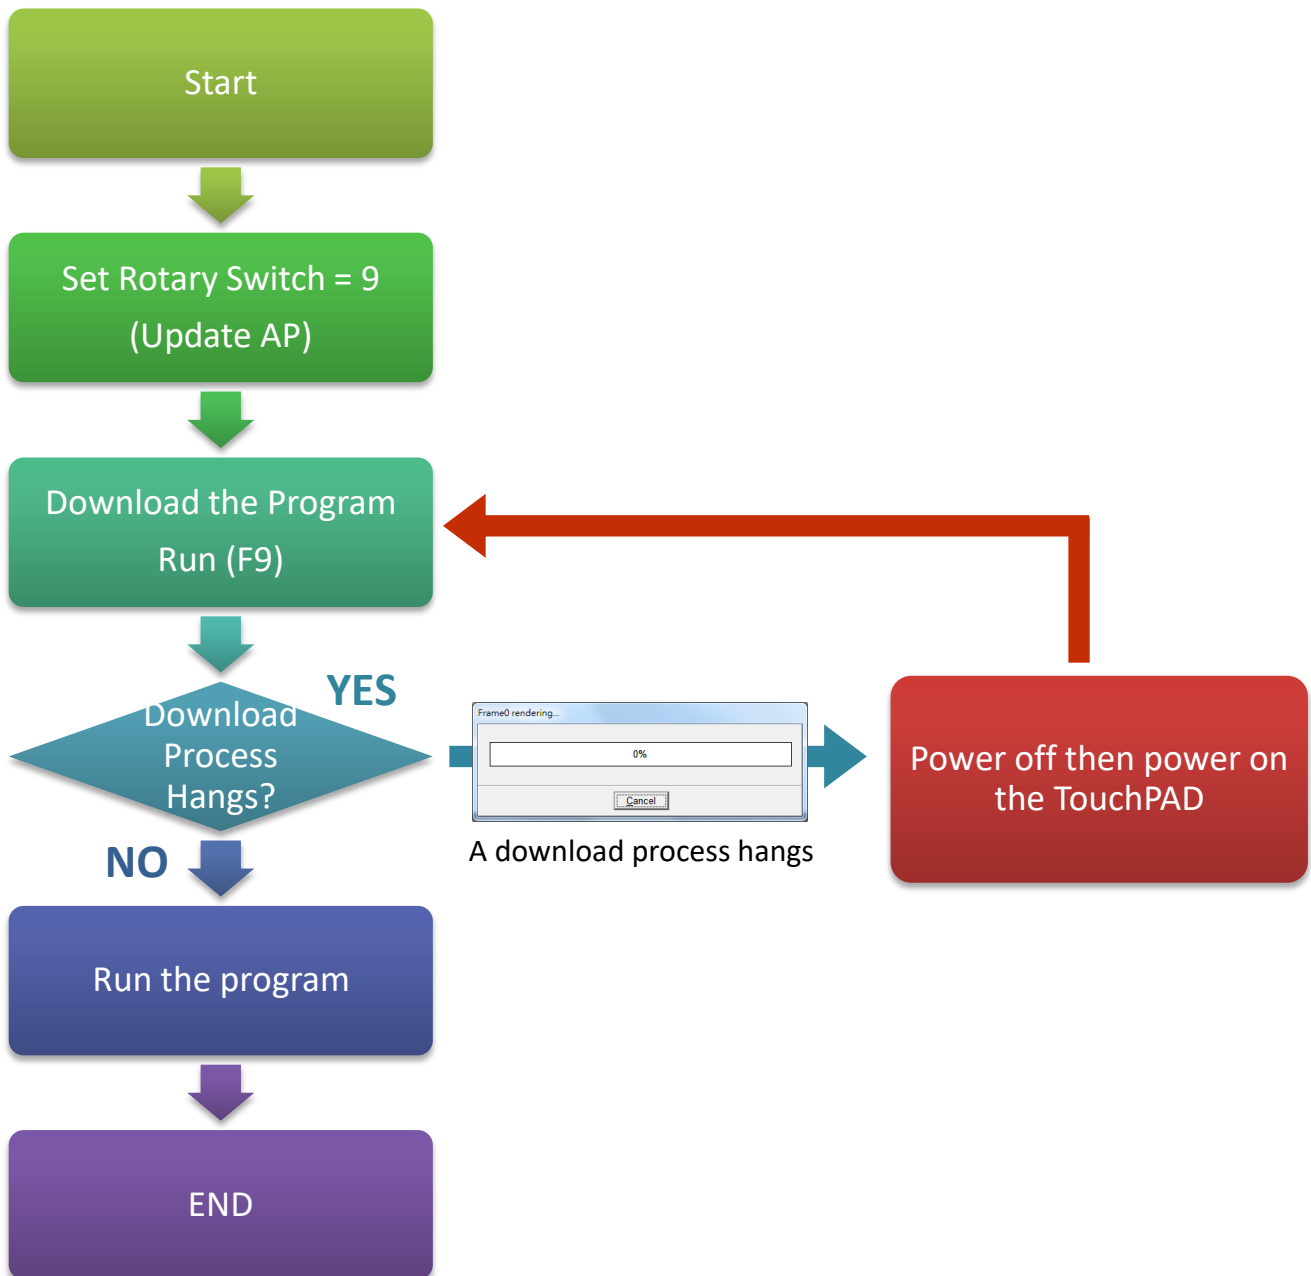 Start
Set Rotary Switch = 9
(Update AP)
Download the Program
Run (F9)
Download
Process
Hangs?
YES
Frame0 rendering...
0%
Cancel
A download process hangs
Power off then power on
the TouchPAD
NO
Run the program
END